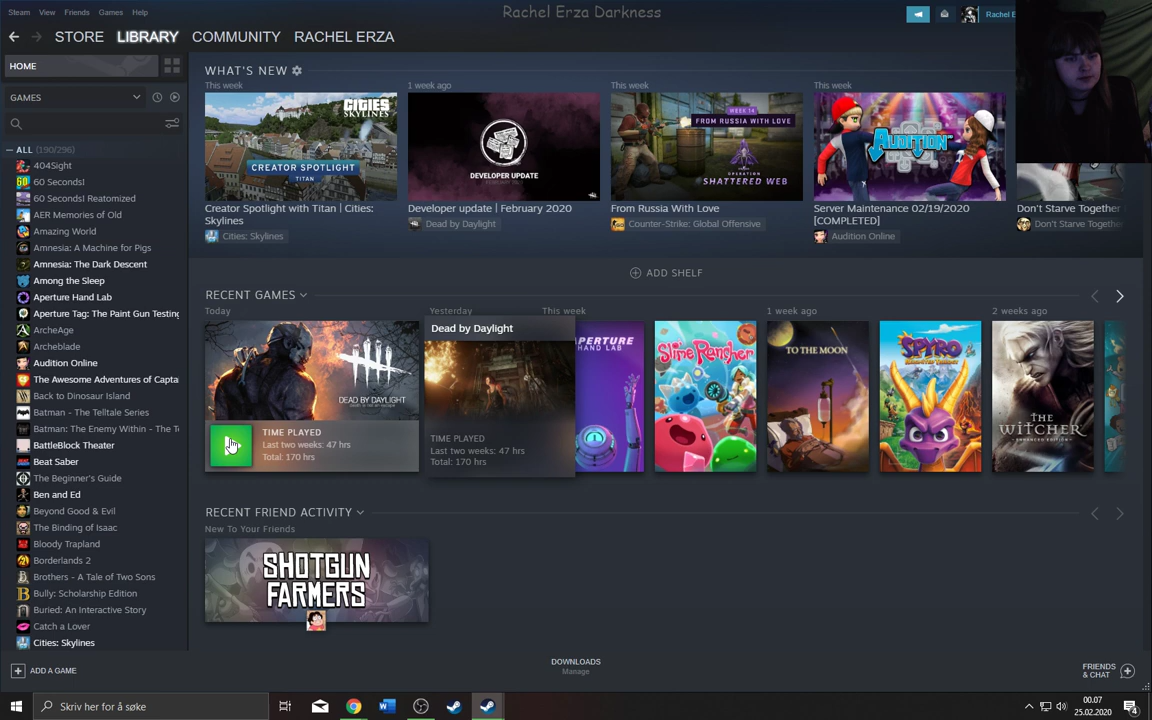 Steam View Friends Games Help
Rachel Erza Darkness
Rachel E
STORE LIBRARY COMMUNITY RACHEL ERZA
HOME
GAMES
ALL (190/296)
404Sight
60 Seconds!
60 Seconds! Reatomized
AER Memories of Old
Amazing World
Amnesia: A Machine for Pigs
Amnesia: The Dark Descent
Among the Sleep
Aperture Hand Lab
Aperture Tag: The Paint Gun Testing
ArcheAge
Archeblade
Audition Online
The Awesome Adventures of Capta
Back to Dinosaur Island
Batman - The Telltale Series
Batman: The Enemy Within - The T
BattleBlock Theater
Beat Saber
The Beginner's Guide
Ben and Ed
Beyond Good & Evil
The Binding of Isaac
Bloody Trapland
Borderlands 2
Brothers - A Tale of Two Sons
Bully: Scholarship Edition
Buried: An Interactive Story
Catch a Lover
Cities: Skylines
ADD A GAME
WHAT'S NEW
This week
CITIES SKYLINES
CREATOR SPOTLIGHT
TITAN
Creator Spotlight with Titan | Cities:
Skylines
Cities: Skylines
1 week ago
DEVELOPER UPDATE
FEBRUARY 2020
Developer update | February 2020
Dead by Daylight
This week
WEEK 14
FROM RUSSIA WITH LOVE
OPERATION
SHATTERED WEB
From Russia With Love
Counter-Strike: Global Offensive
This week
AUDITION
Server Maintenance 02/19/2020
[COMPLETED]
Audition Online
Don't Starve Together
Don't Starve Togethe
ADD SHELF
RECENT GAMES
Today
DEAD BY DAYLIGHT
TIME PLAYED
Last two weeks: 47 hrs
Total: 170 hrs
Yesterday
Dead by Daylight
TIME PLAYED
Last two weeks: 47 hrs
Total: 170 hrs
This week
APERTURE
HAND LAB
Slime Rancher
1 week ago
TO THE MOON
SPYRO
2 weeks ago
THE
WITCHER
ENHANCED EDITION
RECENT FRIEND ACTIVITY
New To Your Friends
SHOTGUN
FARMERS
DOWNLOADS
Manage
FRIENDS
& CHAT
Skriv her for å søke
00.07
25.02.2020
4